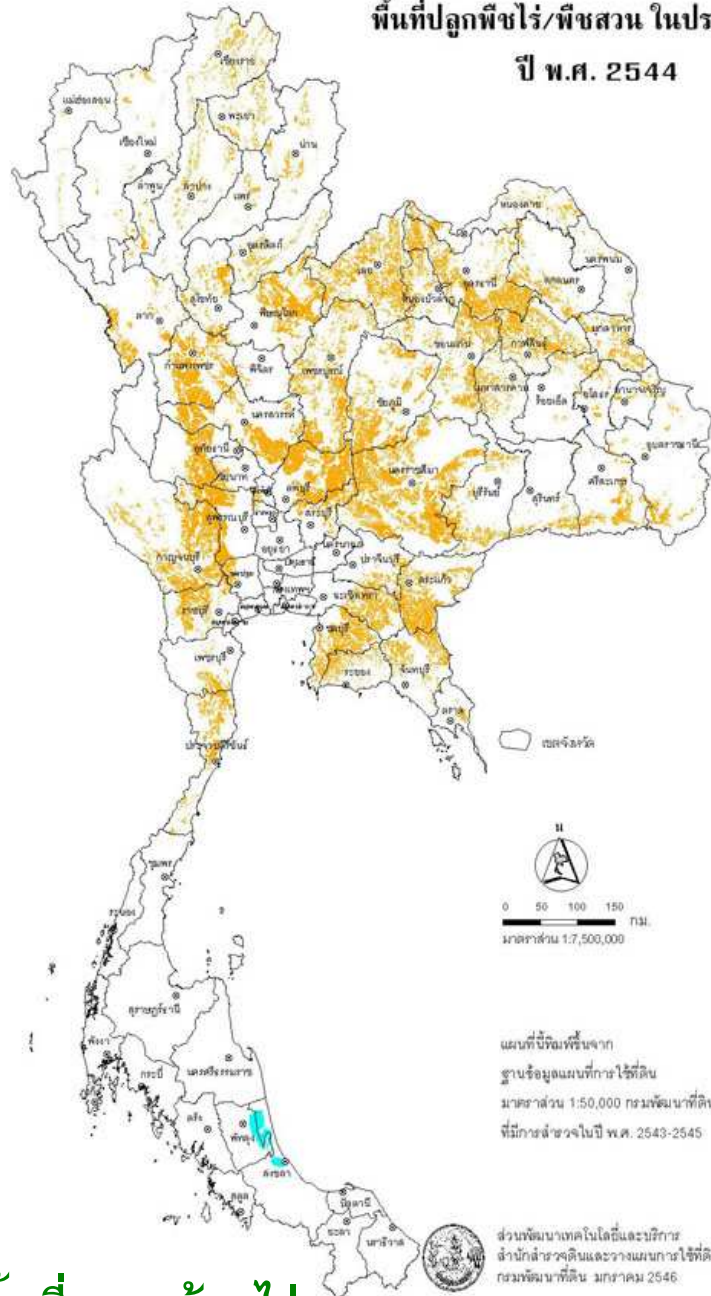 พื้นที่ปลูกพืชไร่/พืชสวน ในประ
ปี พ.ศ. 2544
เชียงราย
แม่ฮ่องสอน
พะเยา
เชียงใหม่
น่าน
ลำพูน
ลำปาง
แพร่
หนองคาย
อุตรดิตถ์
เลย
อุดรธานี
นครพนม
สกลนคร
สุโขทัย
หนองบัวลำภู
ตาก
พิษณุโลก
มุกดาหาร
กำแพงเพชร
พิจิตร
เพชรบูรณ์
ขอนแก่น
กาฬสินธุ์
มหาสารคาม
ร้อยเอ็ด
ยโสธร
อำนาจเจริญ
ชัยภูมิ
นครสวรรค์
อุบลราชธานี
อุทัยธานี
ชัยนาท
นครราชสีมา
บุรีรัมย์
สุรินทร์
ศรีสะเกษ
ลพบุรี
สุพรรณบุรี
สระบุรี
อยุธยา
นครนายก
ปราจีนบุรี
กาญจนบุรี
ปทุมธานี
สระแก้ว
กรุงเทพฯ
ฉะเชิงเทรา
ราชบุรี
ชลบุรี
เพชรบุรี
ระยอง
จันทบุรี
ตราด
ประจวบคีรีขันธ์
เขตจังหวัด
น
ชุมพร
0 50 100 150
กม.
มาตราส่วน 1:7,500,000
ระนอง
สุราษฎร์ธานี
พังงา
กระบี่
นครศรีธรรมราช
แผนที่นี้พิมพ์ขึ้นจาก
ฐานข้อมูลแผนที่การใช้ที่ดิน
มาตราส่วน 1:50,000 กรมพัฒนาที่ดิน
ที่มีการสำรวจในปี พ.ศ. 2543-2545
ตรัง
พัทลุง
สงขลา
สตูล
ปัตตานี
ยะลา
นราธิวาส
ส่วนพัฒนาเทคโนโลยีและบริการ
สำนักสำรวจดินและวางแผนการใช้ที่ดิ
กรมพัฒนาที่ดิน มกราคม 2546